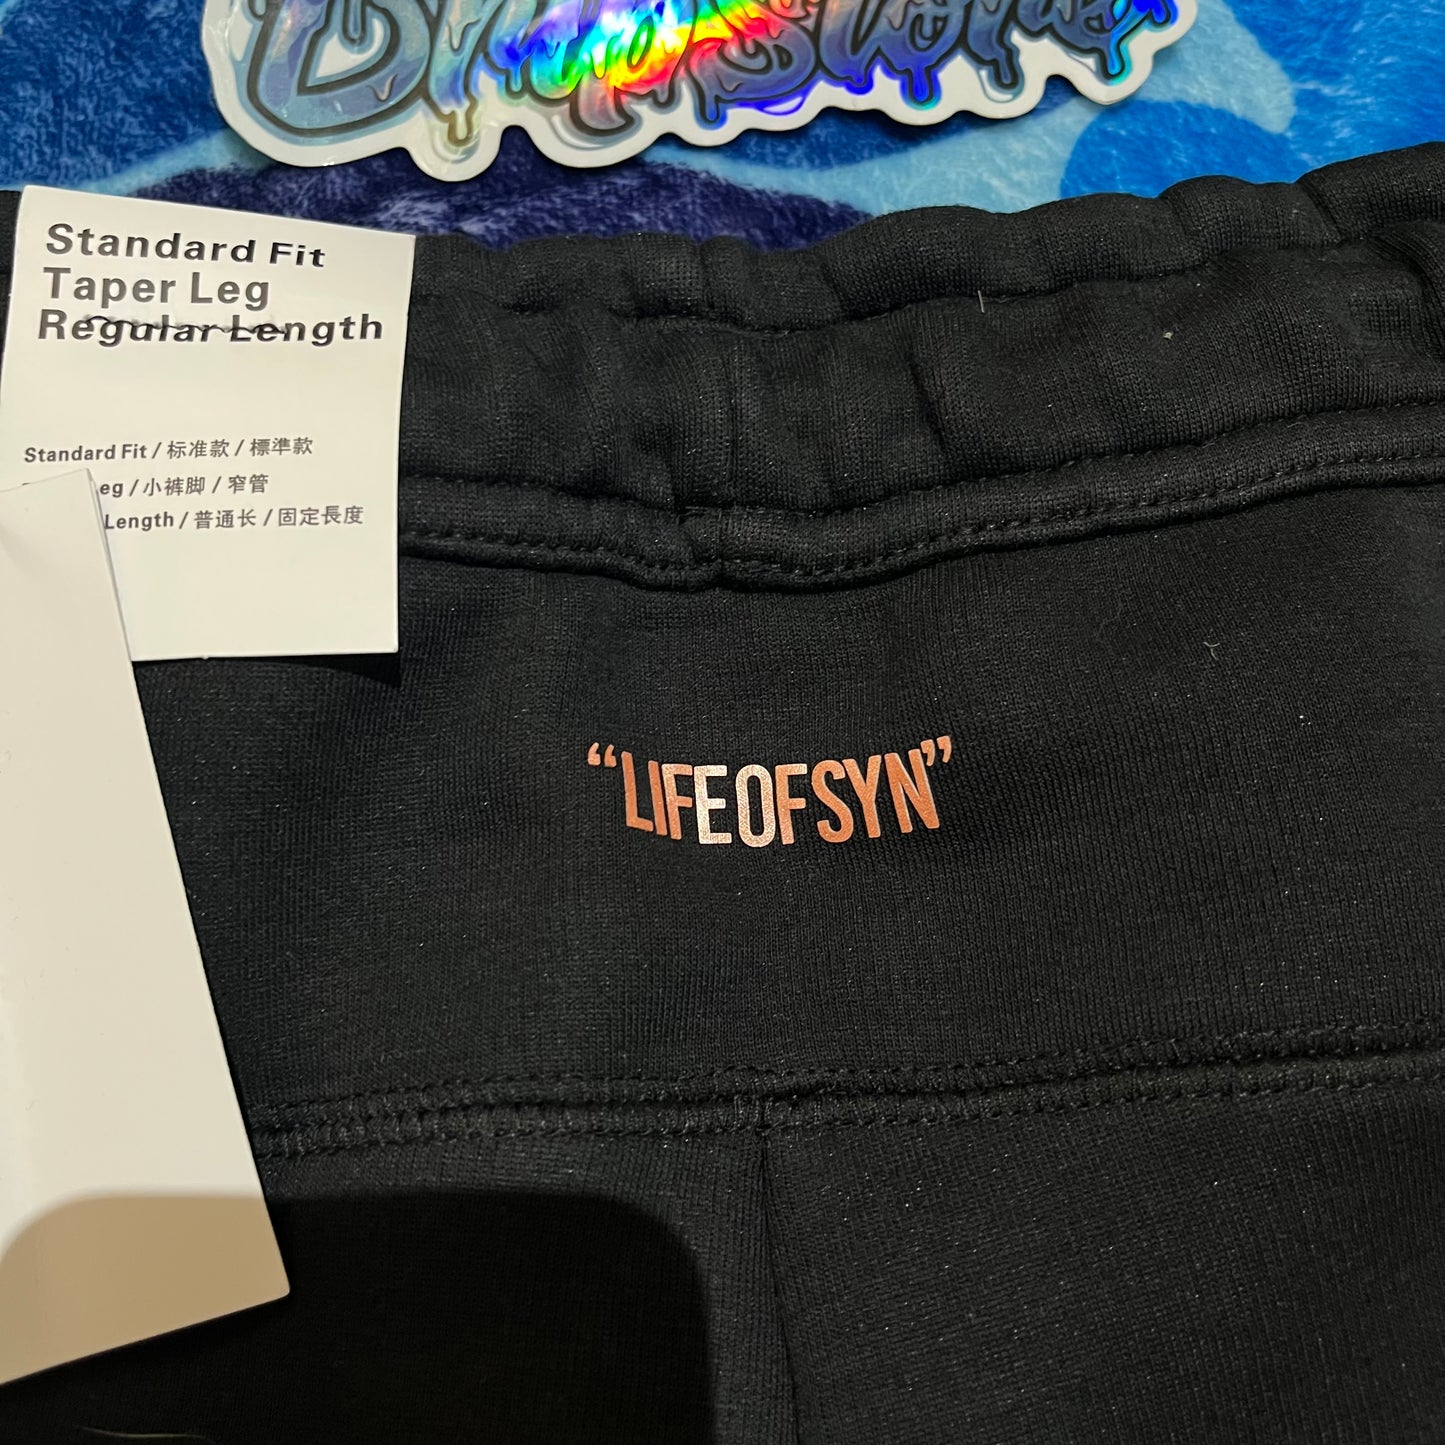 Standard Fit
Taper Leg
Regular Length
Standard Fit / 标准款 / 標準款
eg / 小裤脚 / 窄管
Length / 普通长 / 固定長度
“LIFEOFSYN”